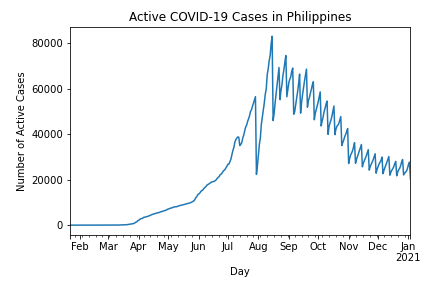 Active COVID-19 Cases in Philippines
Number of Active Cases
80000
60000
40000
20000
0
Feb Mar Apr May Jun Jul Aug Sep Oct Nov Dec Jan
2021
Day